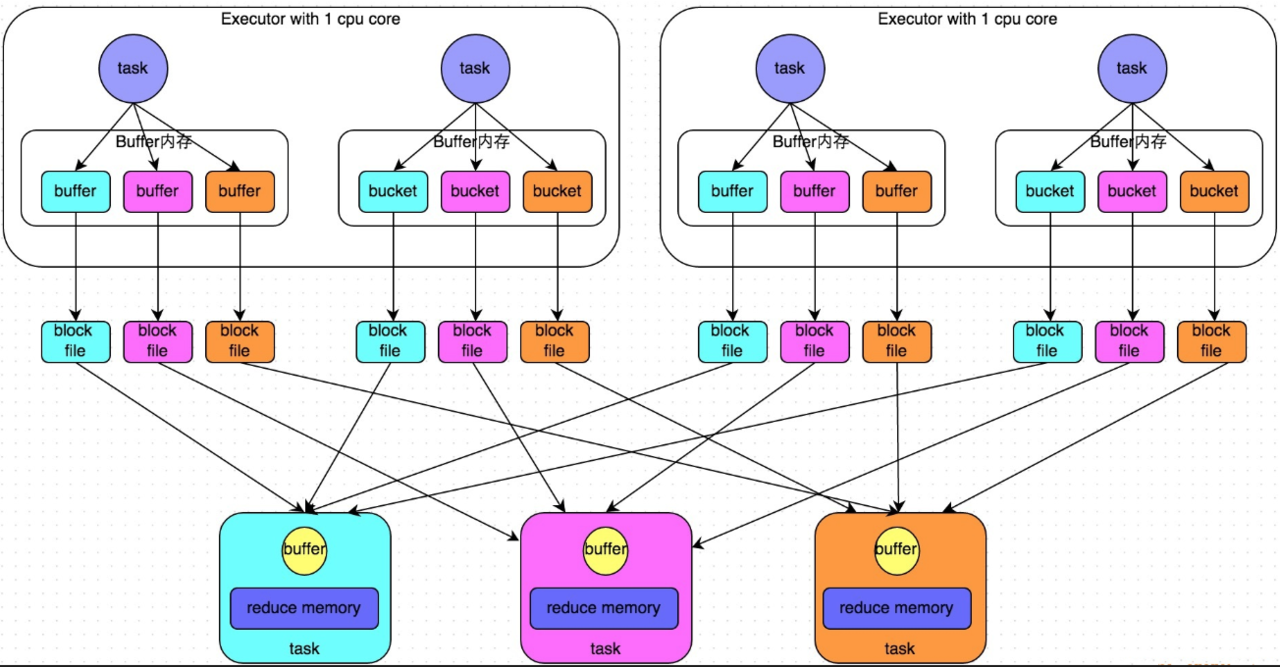 Executor with 1 cpu core
Executor with 1 cpu core
task
task
task
task
Buffer内存
Buffer内存
Buffer内存
Buffer内存
buffer
buffer
buffer
bucket
bucket
bucket
buffer
buffer
buffer
bucket
bucket
bucket
block
file
block
file
block
file
block
file
block
file
block
file
block
file
block
file
block
file
block
file
block
file
block
file
buffer
buffer
buffer
reduce memory
reduce memory
reduce memory
task
task
task